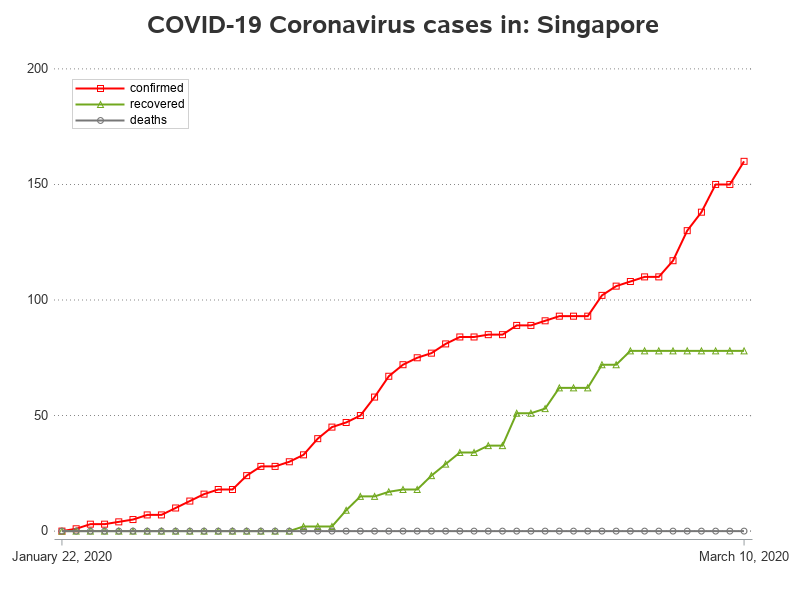 COVID-19 Coronavirus cases in: Singapore
200
confirmed
recovered
deaths
150
100
50
0
January 22, 2020
March 10, 2020